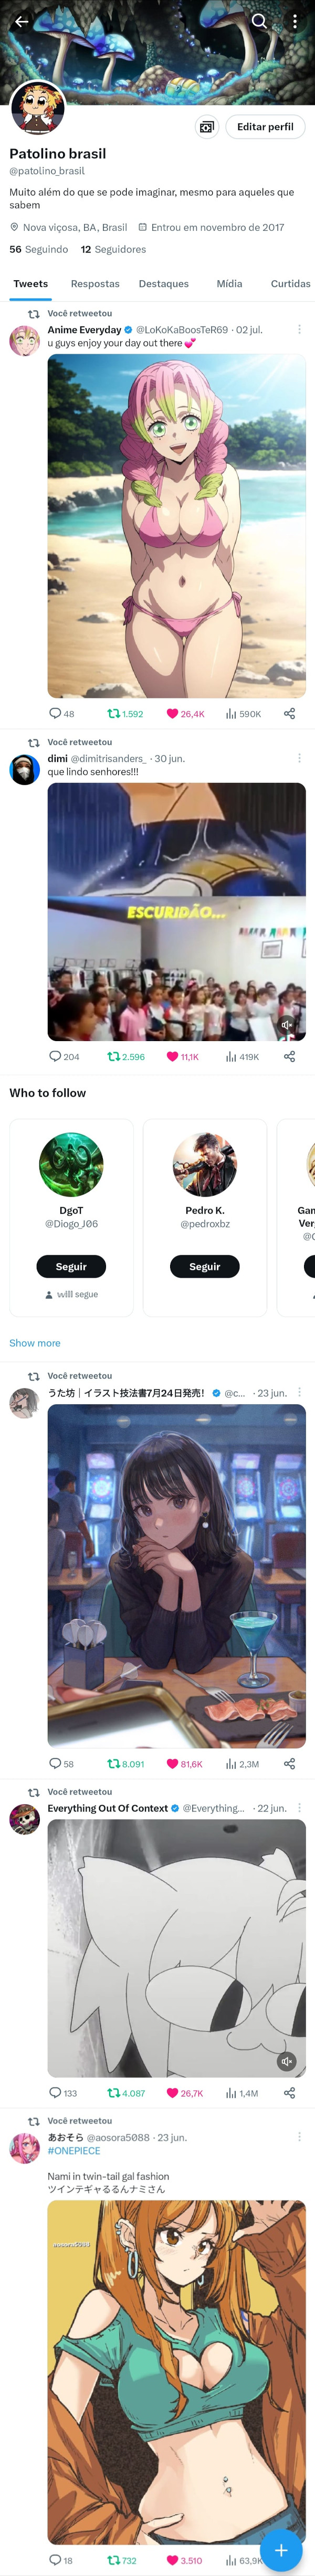 Editar perfil
Patolino brasil
@patolino_brasil
Muito além do que se pode imaginar, mesmo para aqueles que
sabem
Nova viçosa, BA, Brasil Entrou em novembro de 2017
56 Seguindo 12 Seguidores
Tweets Respostas Destaques Mídia Curtidas
Você retweetou
Anime Everyday @LoKoKaBoosTeR69 · 02 jul.
u guys enjoy your day out there 💕
48 1.592 26,4K 590K
Você retweetou
dimi @dimitrisanders_ · 30 jun.
que lindo senhores!!!
ESCURIDÃO...
204 2.596 11,1K 419K
Who to follow
DgoT
@Diogo_J06
Seguir
willl segue
Pedro K.
@pedroxbz
Seguir
Gan
Ver
@C
Show more
Você retweetou
うた坊｜イラスト技法書7月24日発売! @c... · 23 jun.
58 8.091 81,6K 2,3M
Você retweetou
Everything Out Of Context @Everything... · 22 jun.
133 4.087 26,7K 1,4M
Você retweetou
あおそら @aosora5088 · 23 jun.
#ONEPIECE
Nami in twin-tail gal fashion
ツインテギャるるんナミさん
aosora5088
18 732 3.510 63,9K